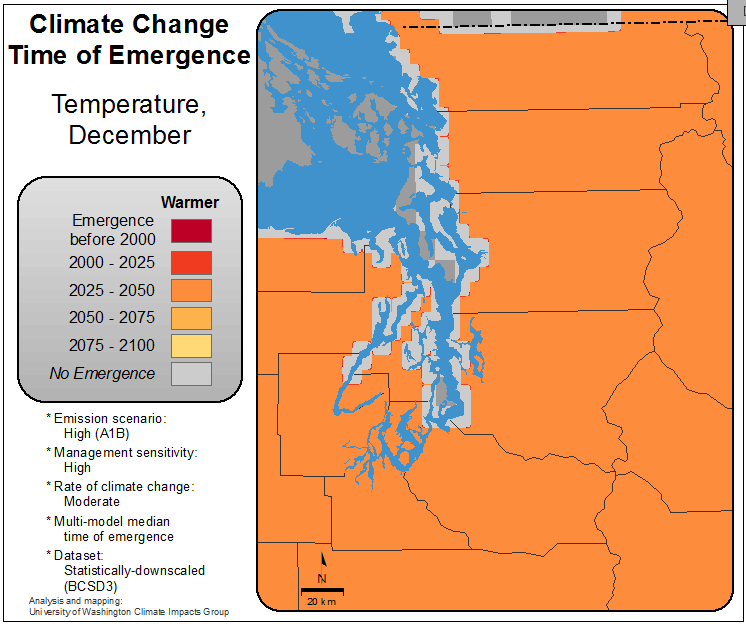 Climate Change
Time of Emergence
Temperature,
December
Warmer
Emergence
before 2000
2000 - 2025
2025 - 2050
2050 - 2075
2075 - 2100
No Emergence
* Emission scenario:
High (A1B)
* Management sensitivity:
High
* Rate of climate change:
Moderate
* Multi-model median
time of emergence
* Dataset:
Statistically-downscaled
(BCSD3)
Analysis and mapping:
University of Washington Climate Impacts Group
N
20 km